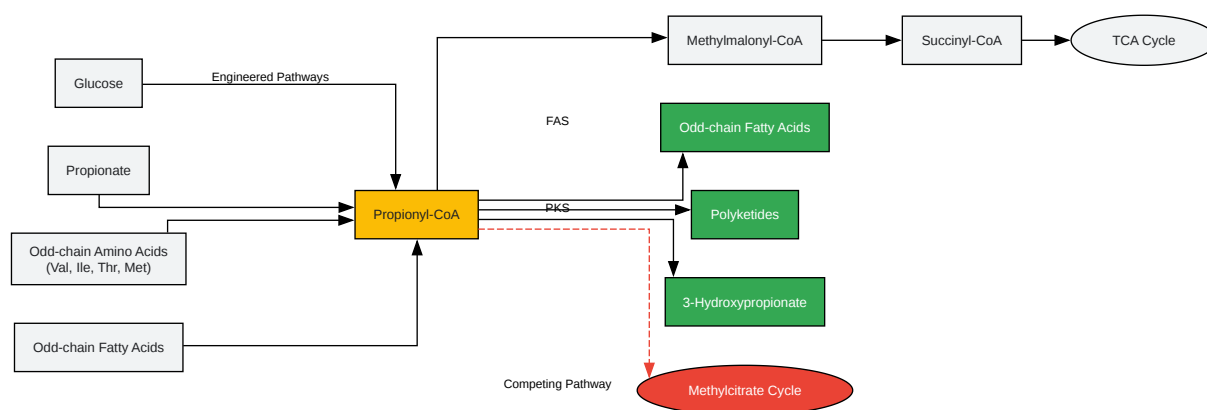 Methylmalonyl-CoA
Succinyl-CoA
TCA Cycle
Glucose
Engineered Pathways
FAS
Odd-chain Fatty Acids
Propionate
Propionyl-CoA
PKS
Polyketides
Odd-chain Amino Acids
(Val, Ile, Thr, Met)
3-Hydroxypropionate
Odd-chain Fatty Acids
Competing Pathway
Methylcitrate Cycle